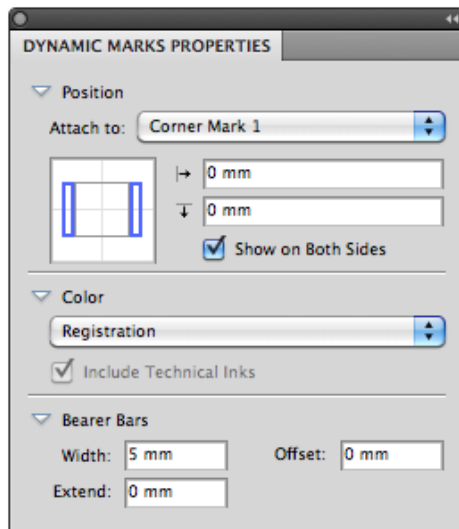 DYNAMIC MARKS PROPERTIES
Position
Attach to: Corner Mark 1
0 mm
0 mm
Show on Both Sides
Color
Registration
Include Technical Inks
Bearer Bars
Width: 5 mm Offset: 0 mm
Extend: 0 mm